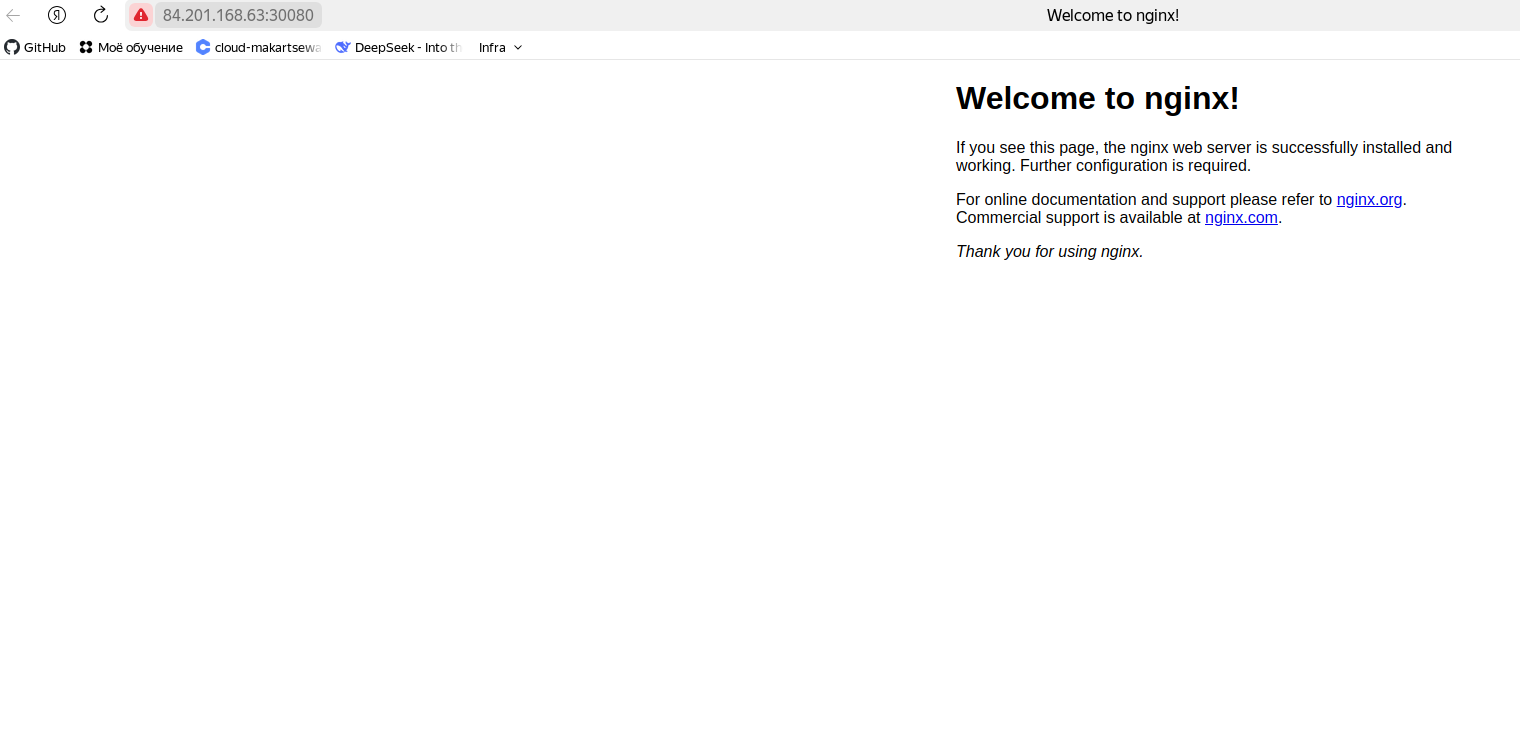 84.201.168.63:30080 Welcome to nginx!
GitHub Моё обучение cloud-makartsewa DeepSeek - Into th Infra
Welcome to nginx!
If you see this page, the nginx web server is successfully installed and
working. Further configuration is required.
For online documentation and support please refer to nginx.org.
Commercial support is available at nginx.com.
Thank you for using nginx.